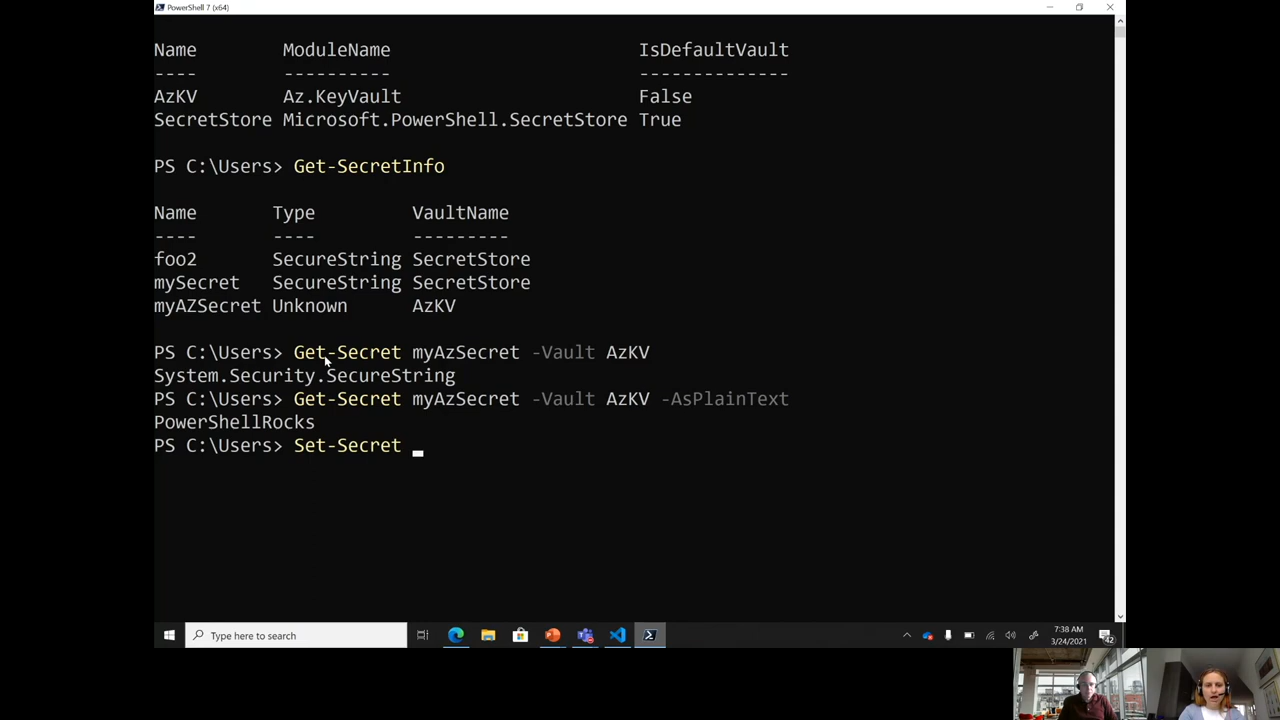 PowerShell 7 (x64)
Name ModuleName IsDefaultVault
---- ---------- --------------
AzKV Az.KeyVault False
SecretStore Microsoft.PowerShell.SecretStore True
PS C:\Users> Get-SecretInfo
Name Type VaultName
---- ---- ---------
foo2 SecureString SecretStore
mySecret SecureString SecretStore
myAZSecret Unknown AzKV
PS C:\Users> Get-Secret myAzSecret -Vault AzKV
System.Security.SecureString
PS C:\Users> Get-Secret myAzSecret -Vault AzKV -AsPlainText
PowerShellRocks
PS C:\Users> Set-Secret
Type here to search
7:38 AM
3/24/2021
42